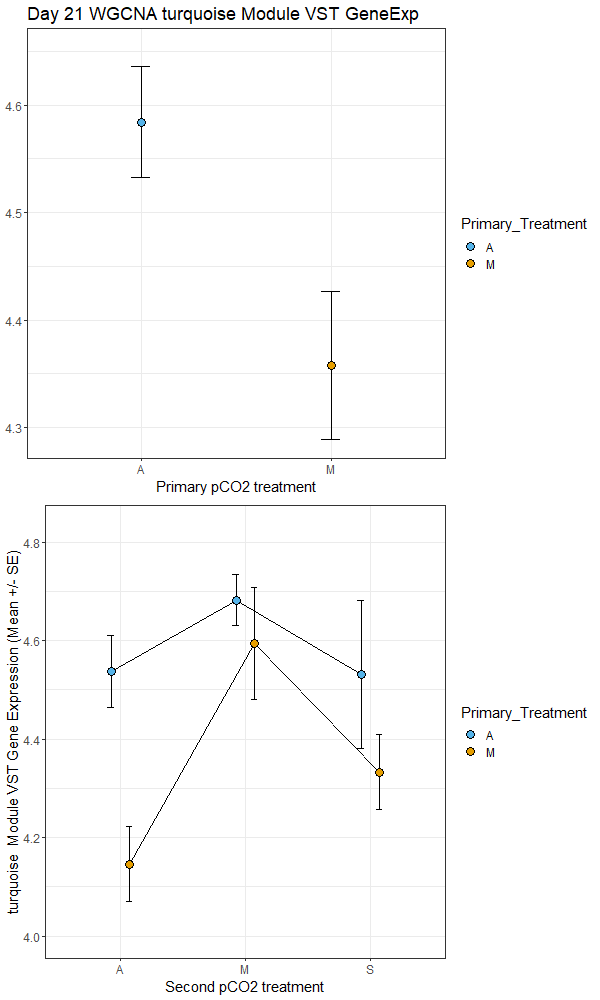 Day 21 WGCNA turquoise Module VST GeneExp
4.6
4.5
4.4
4.3
A
M
Primary pCO2 treatment
Primary_Treatment
A
M
turquoise  Module VST Gene Expression (Mean +/- SE)
4.8
4.6
4.4
4.2
4.0
A
M
S
Second pCO2 treatment
Primary_Treatment
A
M